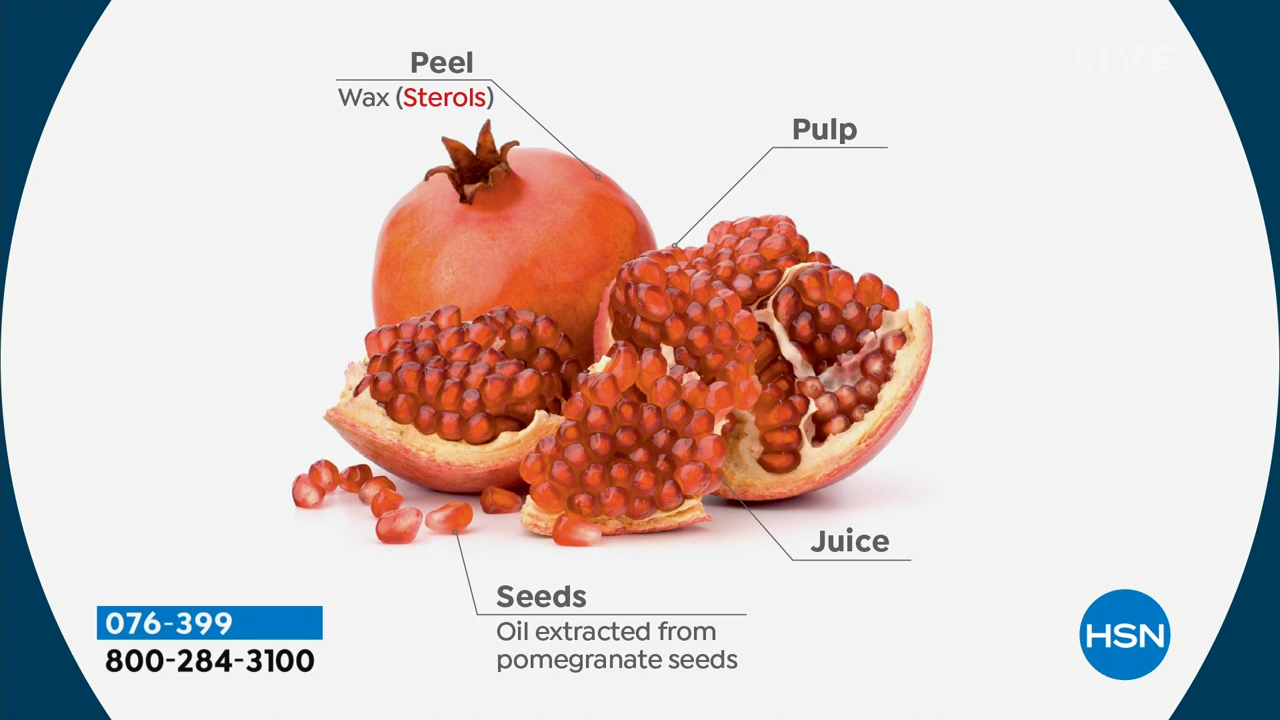 LIVE
Peel
Wax (Sterols)
Pulp
Juice
Seeds
Oil extracted from
pomegranate seeds
076-399
800-284-3100
HSN